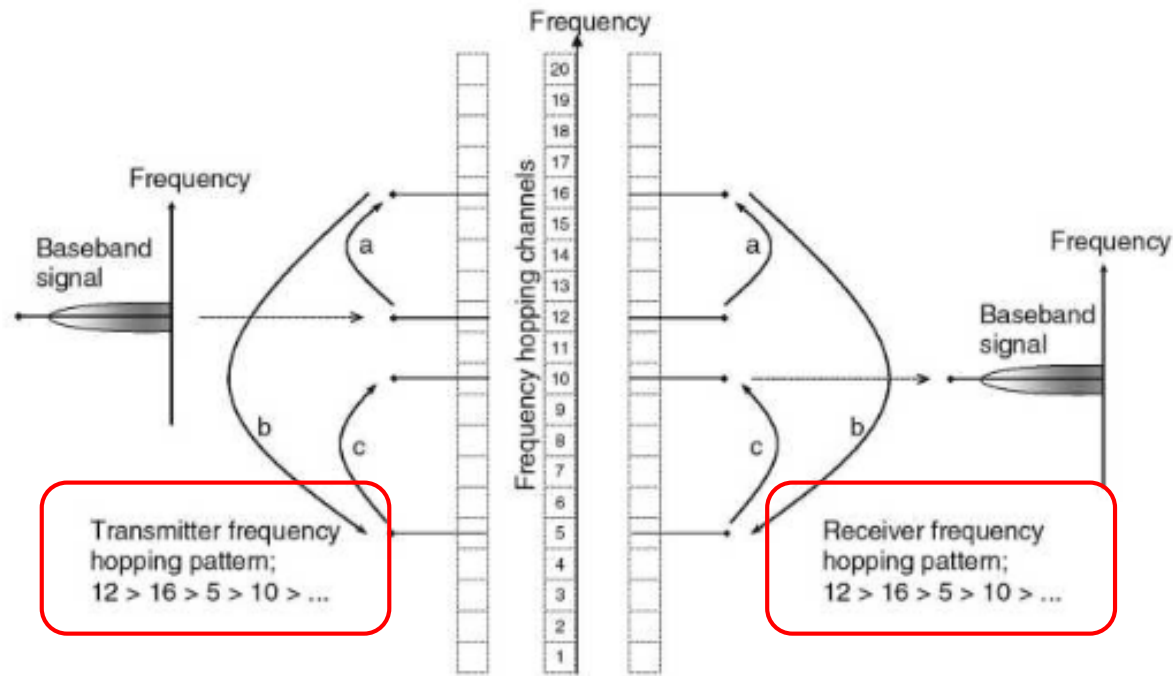 Frequency
20
19
18
17
16
15
14
13
12
11
10
9
8
7
6
5
4
3
2
1
Frequency hopping channels
Frequency
Baseband
signal
a
b
c
Transmitter frequency
hopping pattern;
12 > 16 > 5 > 10 > ...
a
b
c
Frequency
Baseband
signal
Receiver frequency
hopping pattern;
12 > 16 > 5 > 10 > ...